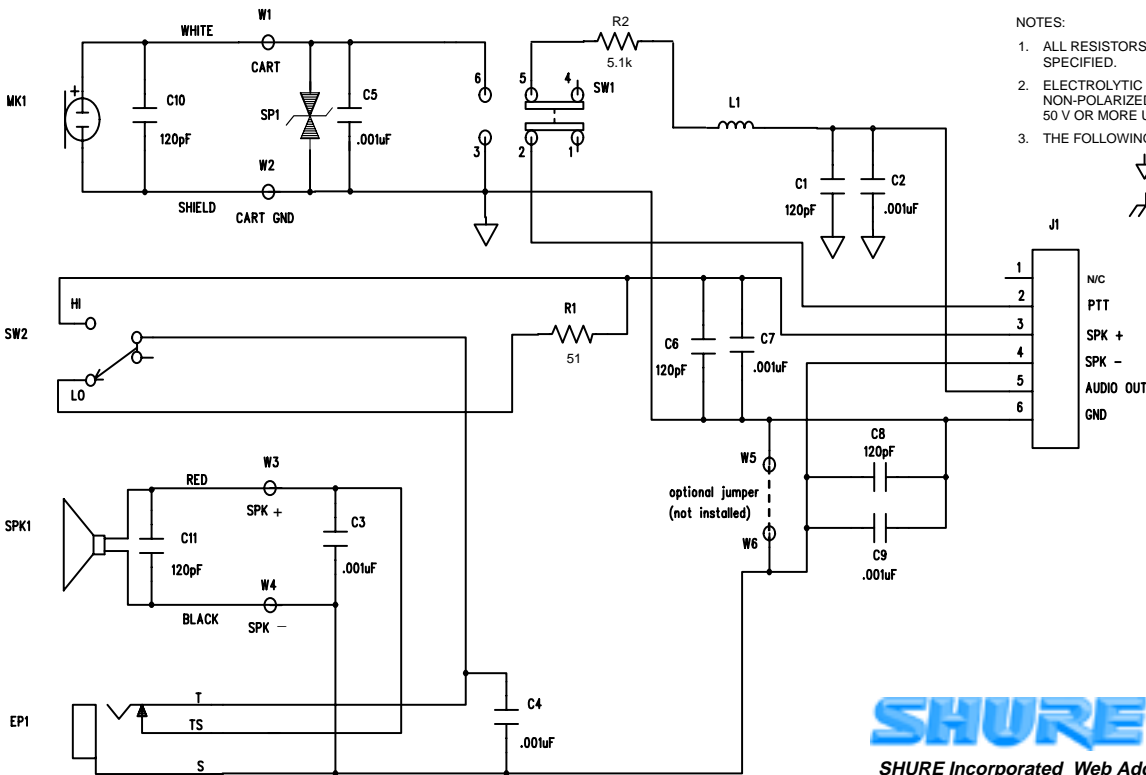 NOTES:
1. ALL RESISTORS
SPECIFIED.
2. ELECTROLYTIC
NON-POLARIZED
50 V OR MORE U
3. THE FOLLOWING
MK1
+
WHITE
W1
CART
C10
120pF
SP1
C5
.001uF
W2
SHIELD
CART GND
6
3
5
4
SW1
2
1
R2
5.1k
L1
C1
120pF
C2
.001uF
J1
1
N/C
2
PTT
3
SPK +
4
SPK -
5
AUDIO OUT
6
GND
SW2
HI
LO
R1
51
C6
120pF
C7
.001uF
W5
optional jumper
(not installed)
W6
C8
120pF
C9
.001uF
SPK1
RED
W3
SPK +
C11
120pF
C3
.001uF
W4
BLACK
SPK -
EP1
T
TS
S
C4
.001uF
SHURE
SHURE Incorporated Web Add